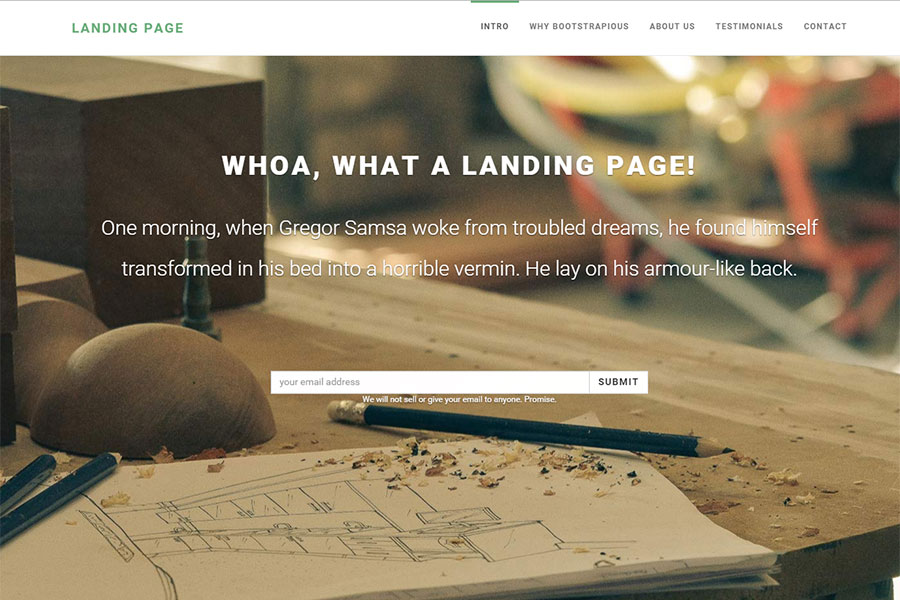 LANDING PAGE
INTRO WHY BOOTSTRAPIOUS ABOUT US TESTIMONIALS CONTACT
WHOA, WHAT A LANDING PAGE!
One morning, when Gregor Samsa woke from troubled dreams, he found himself
transformed in his bed into a horrible vermin. He lay on his armour-like back.
your email address SUBMIT
We will not sell or give your email to anyone. Promise.